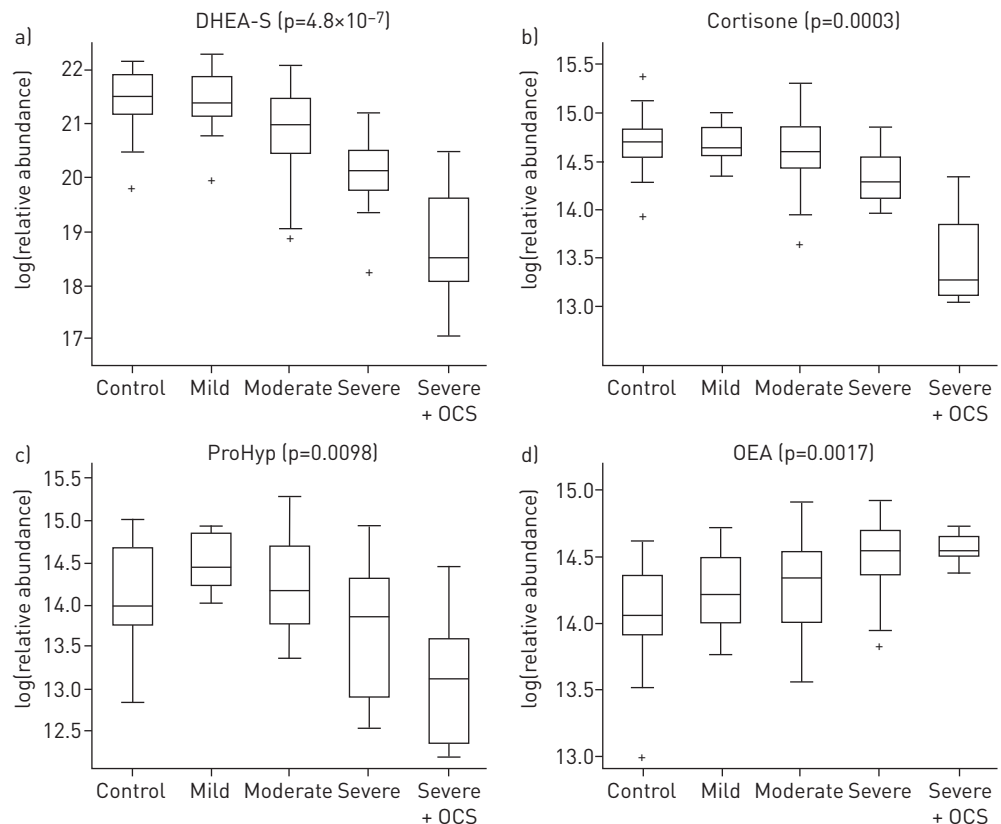 a)
DHEA-S (p=4.8×10⁻⁷)
log(relative abundance)
22
21
20
19
18
17
Control Mild Moderate Severe Severe
+ OCS
b)
Cortisone (p=0.0003)
log(relative abundance)
15.5
15.0
14.5
14.0
13.5
13.0
Control Mild Moderate Severe Severe
+ OCS
c)
ProHyp (p=0.0098)
log(relative abundance)
15.5
15.0
14.5
14.0
13.5
13.0
12.5
Control Mild Moderate Severe Severe
+ OCS
d)
OEA (p=0.0017)
log(relative abundance)
15.0
14.5
14.0
13.5
13.0
Control Mild Moderate Severe Severe
+ OCS